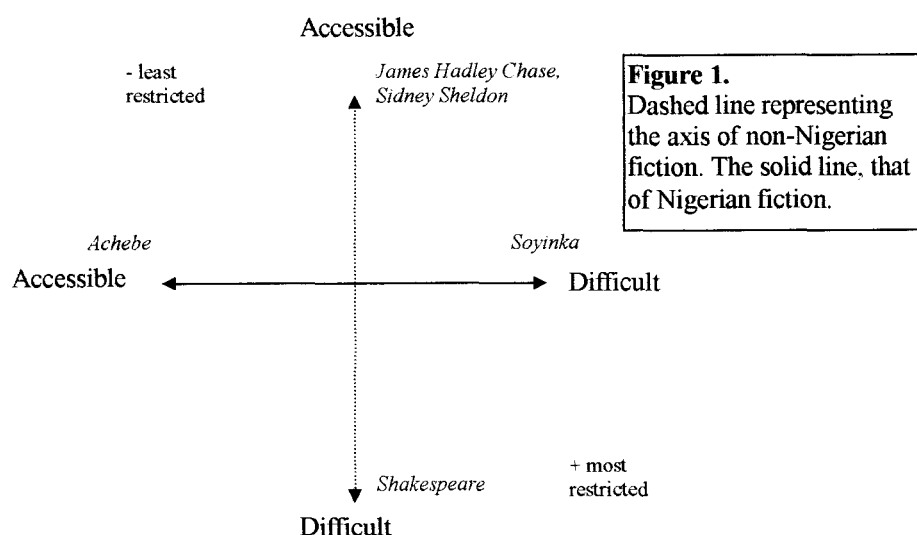 Accessible
- least
restricted
James Hadley Chase,
Sidney Sheldon
Figure 1.
Dashed line representing
the axis of non-Nigerian
fiction. The solid line, that
of Nigerian fiction.
Achebe
Soyinka
Accessible
Difficult
Shakespeare
+ most
restricted
Difficult